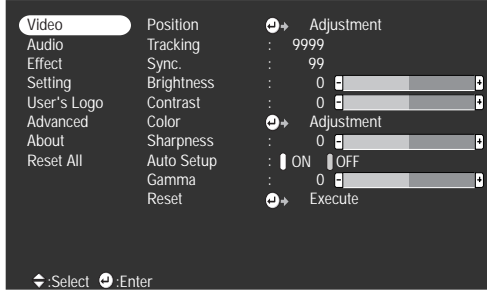 Video Position Adjustment
Audio Tracking : 9999
Effect Sync. : 99
Setting Brightness : 0 - +
User's Logo Contrast : 0 - +
Advanced Color Adjustment
About Sharpness : 0 - +
Reset All Auto Setup : ON OFF
Gamma : 0 - +
Reset Execute
:Select :Enter